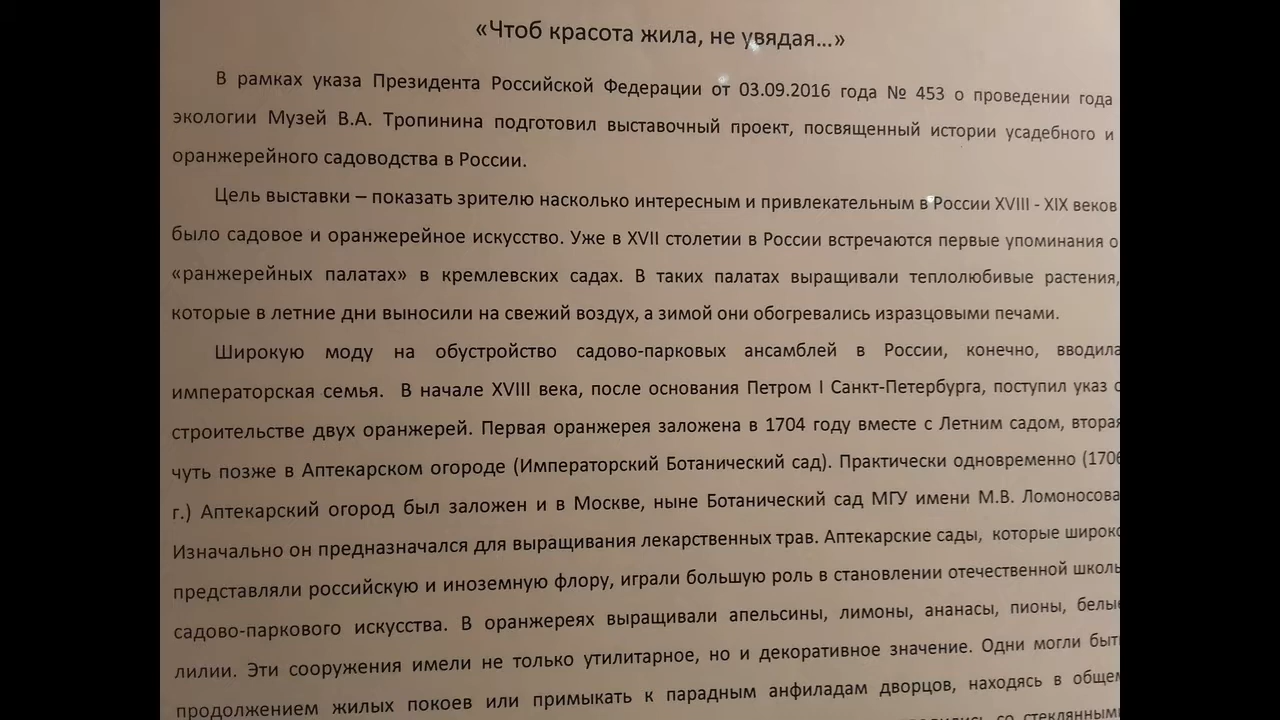 «Чтоб красота жила, не увядая…»
В рамках указа Президента Российской Федерации от 03.09.2016 года № 453 о проведении года
экологии Музей В.А. Тропинина подготовил выставочный проект, посвященный истории усадебного и
оранжерейного садоводства в России.
Цель выставки – показать зрителю насколько интересным и привлекательным в России XVIII - XIX веков
было садовое и оранжерейное искусство. Уже в XVII столетии в России встречаются первые упоминания о
«ранжерейных палатах» в кремлевских садах. В таких палатах выращивали теплолюбивые растения,
которые в летние дни выносили на свежий воздух, а зимой они обогревались изразцовыми печами.
Широкую моду на обустройство садово-парковых ансамблей в России, конечно, вводила
императорская семья. В начале XVIII века, после основания Петром I Санкт-Петербурга, поступил указ о
строительстве двух оранжерей. Первая оранжерея заложена в 1704 году вместе с Летним садом, вторая
чуть позже в Аптекарском огороде (Императорский Ботанический сад). Практически одновременно (1706
г.) Аптекарский огород был заложен и в Москве, ныне Ботанический сад МГУ имени М.В. Ломоносова
Изначально он предназначался для выращивания лекарственных трав. Аптекарские сады, которые широко
представляли российскую и иноземную флору, играли большую роль в становлении отечественной школы
садово-паркового искусства. В оранжереях выращивали апельсины, лимоны, ананасы, пионы, белые
лилии. Эти сооружения имели не только утилитарное, но и декоративное значение. Одни могли быть
продолжением жилых покоев или примыкать к парадным анфиладам дворцов, находясь в общем
со стеклянными